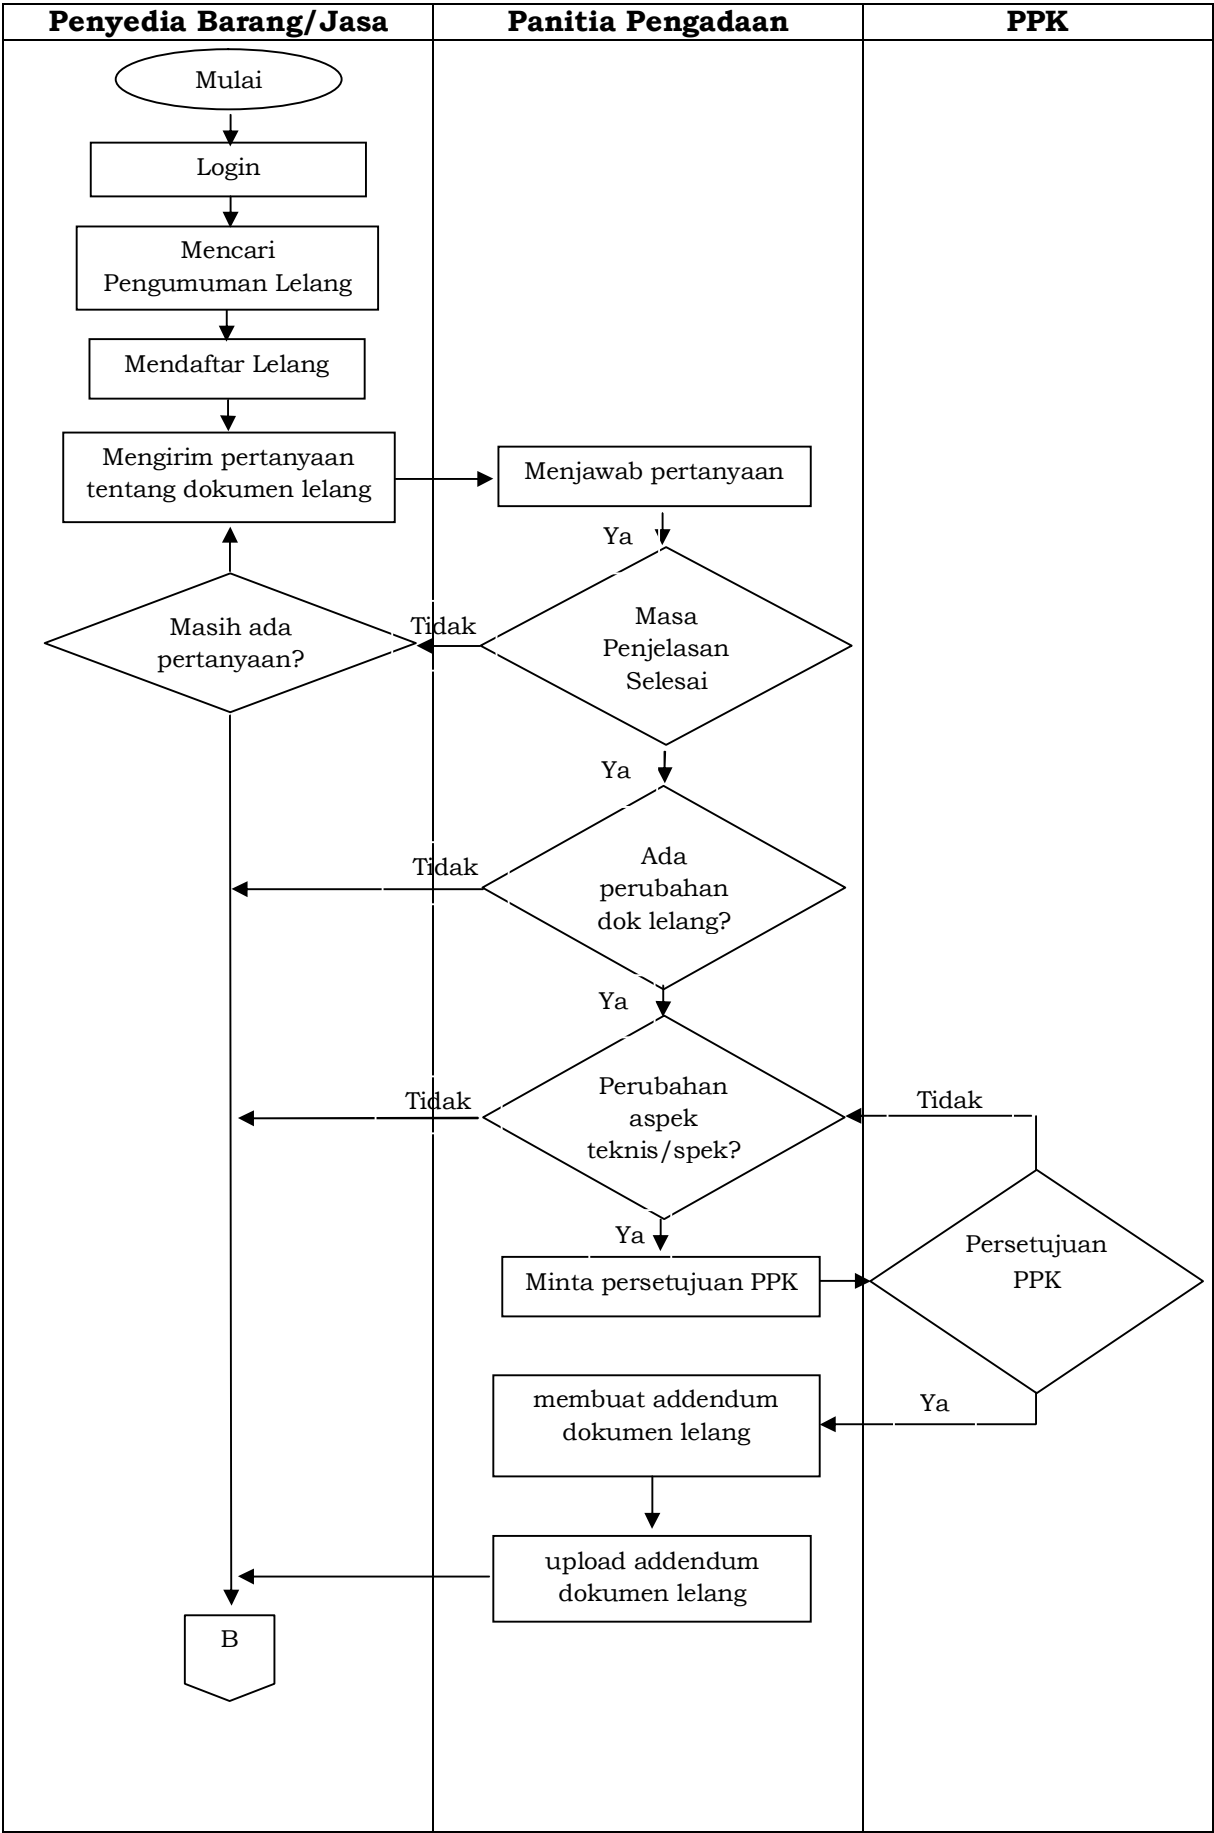 Penyedia Barang/Jasa
Panitia Pengadaan
PPK
Mulai
Login
Mencari
Pengumuman Lelang
Mendaftar Lelang
Mengirim pertanyaan
tentang dokumen lelang
Menjawab pertanyaan
Ya
Masa
Penjelasan
Selesai
Tidak
Masih ada
pertanyaan?
Ya
Ada
perubahan
dok lelang?
Tidak
Ya
Perubahan
aspek
teknis/spek?
Tidak
Tidak
Ya
Minta persetujuan PPK
Persetujuan
PPK
Ya
membuat addendum
dokumen lelang
upload addendum
dokumen lelang
B